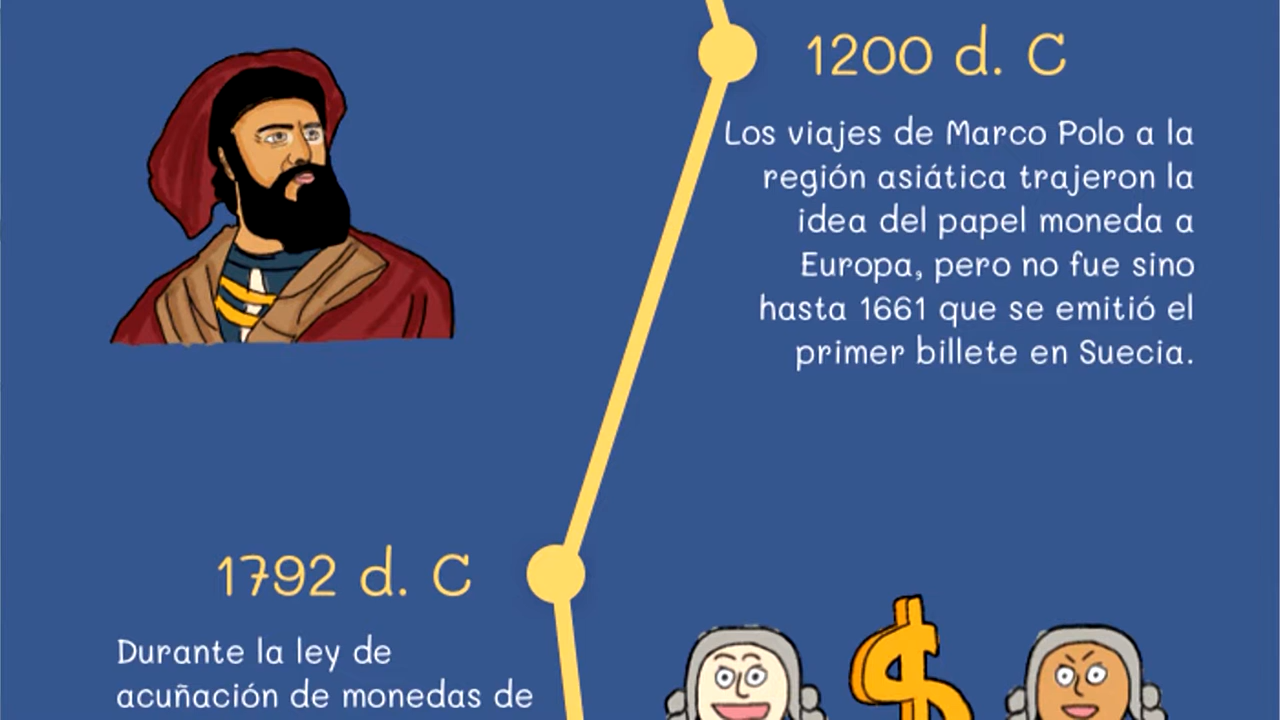 1200 d. C
Los viajes de Marco Polo a la
región asiática trajeron la
idea del papel moneda a
Europa, pero no fue sino
hasta 1661 que se emitió el
primer billete en Suecia.
1792 d. C
Durante la ley de
acuñación de monedas de
$